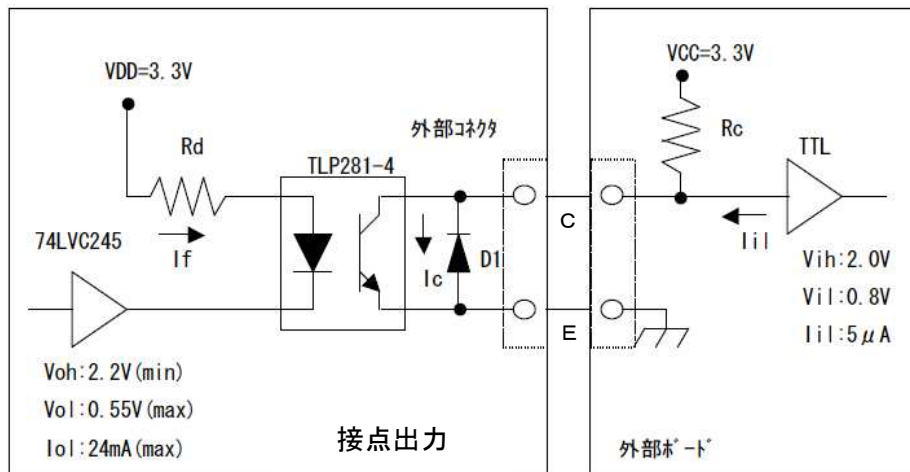 VDD=3.3V
Rd
外部ｺﾈｸﾀ
TLP281-4
74LVC245
If
Ic
D1
Voh:2.2V(min)
Vol:0.55V(max)
Iol:24mA(max)
接点出力
C
E
VCC=3.3V
Rc
TTL
Iil
Vih:2.0V
Vil:0.8V
Iil:5μA
外部ﾎﾞｰﾄﾞ